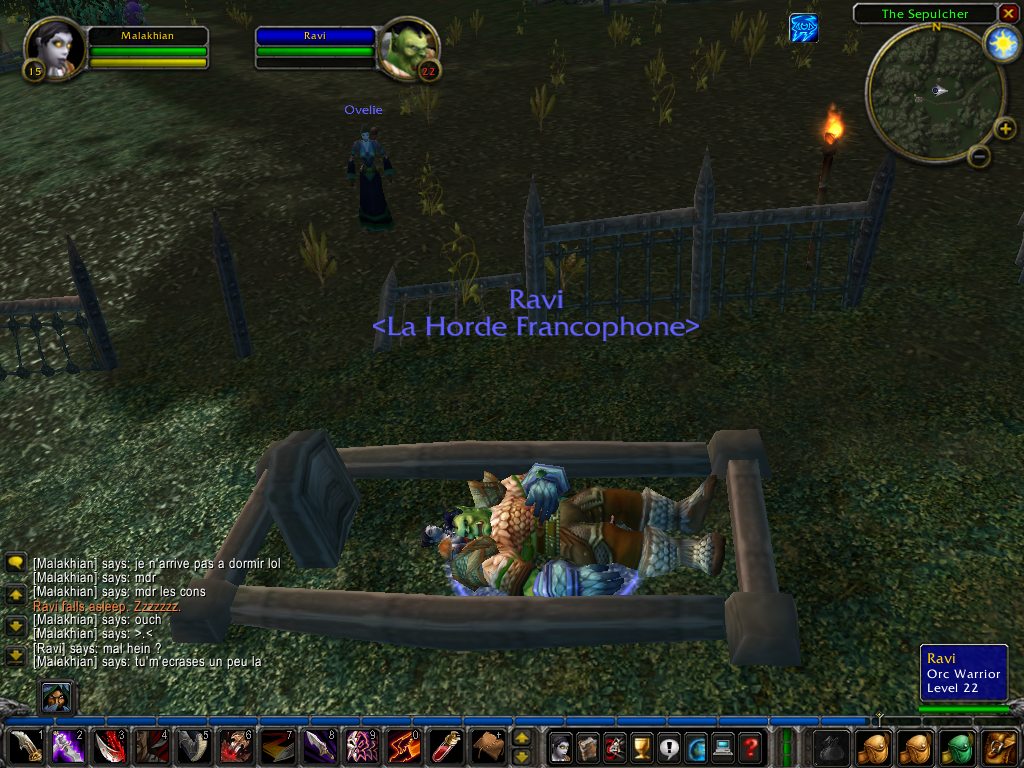 Malakhian
15
Ravi
22
The Sepulcher
N
Ovelie
Ravi
<La Horde Francophone>
[Malakhian] says: je n'arrive pas a dormir lol
[Malakhian] says: mdr
[Malakhian] says: mdr les cons
Ravi falls asleep. Zzzzzzz.
[Malakhian] says: ouch
[Malakhian] says: >.<
[Ravi] says: mal hein ?
[Malakhian] says: tu m'ecrases un peu la
Ravi
Orc Warrior
Level 22
1 2 3 4 5 6 7 8 9 0 - +